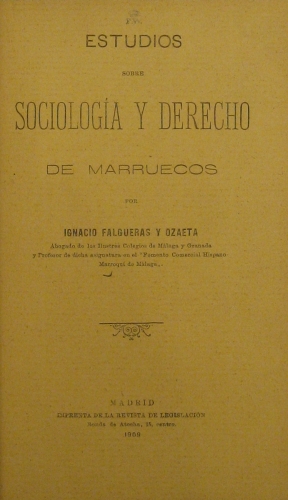 ESTUDIOS
SOBRE
SOCIOLOGÍA Y DERECHO
DE MARRUECOS
POR
IGNACIO FALGUERAS Y OZAETA
Abogado de los Ilustres Colegios de Málaga y Granada
y Profesor de dicha asignatura en el "Fomento Comercial Hispano
Marroquí de Málaga„.
MADRID
IMPRENTA DE LA REVISTA DE LEGISLACIÓN
Ronda de Atocha, 15, centro.
1909